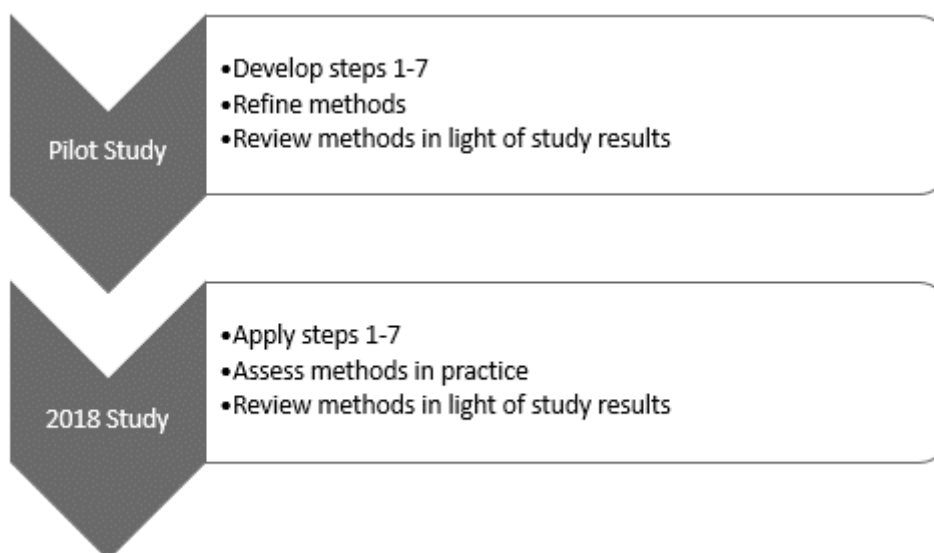 Pilot Study
•Develop steps 1-7
•Refine methods
•Review methods in light of study results
2018 Study
•Apply steps 1-7
•Assess methods in practice
•Review methods in light of study results